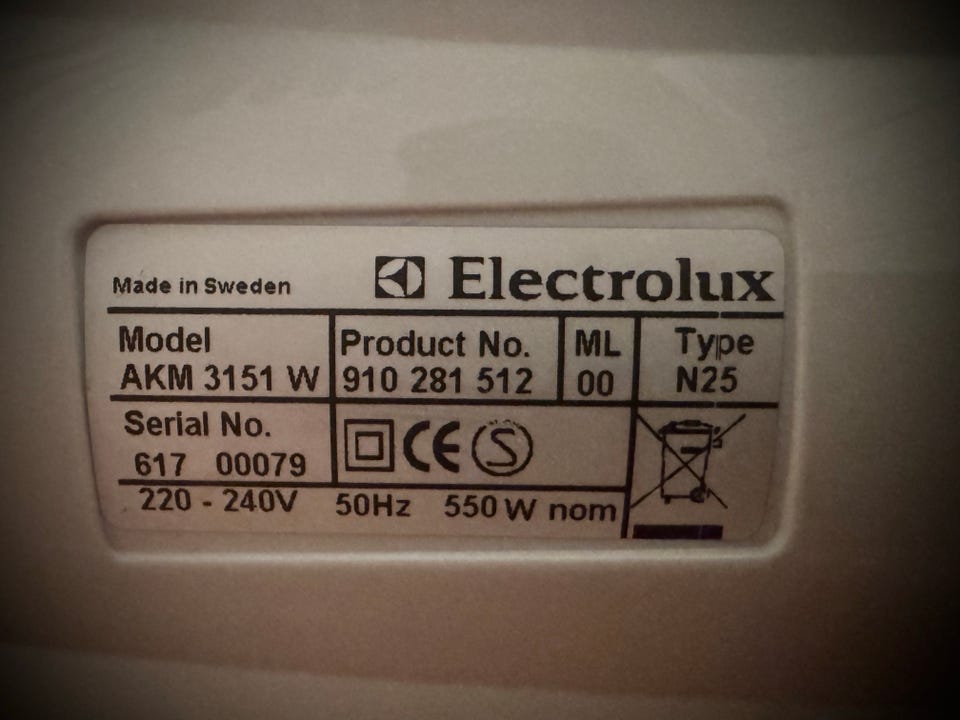 Made in Sweden Electrolux
Model Product No. ML Type
AKM 3151 W 910 281 512 00 N25
Serial No.
617 00079 CE S
220 - 240V 50Hz 550 W nom